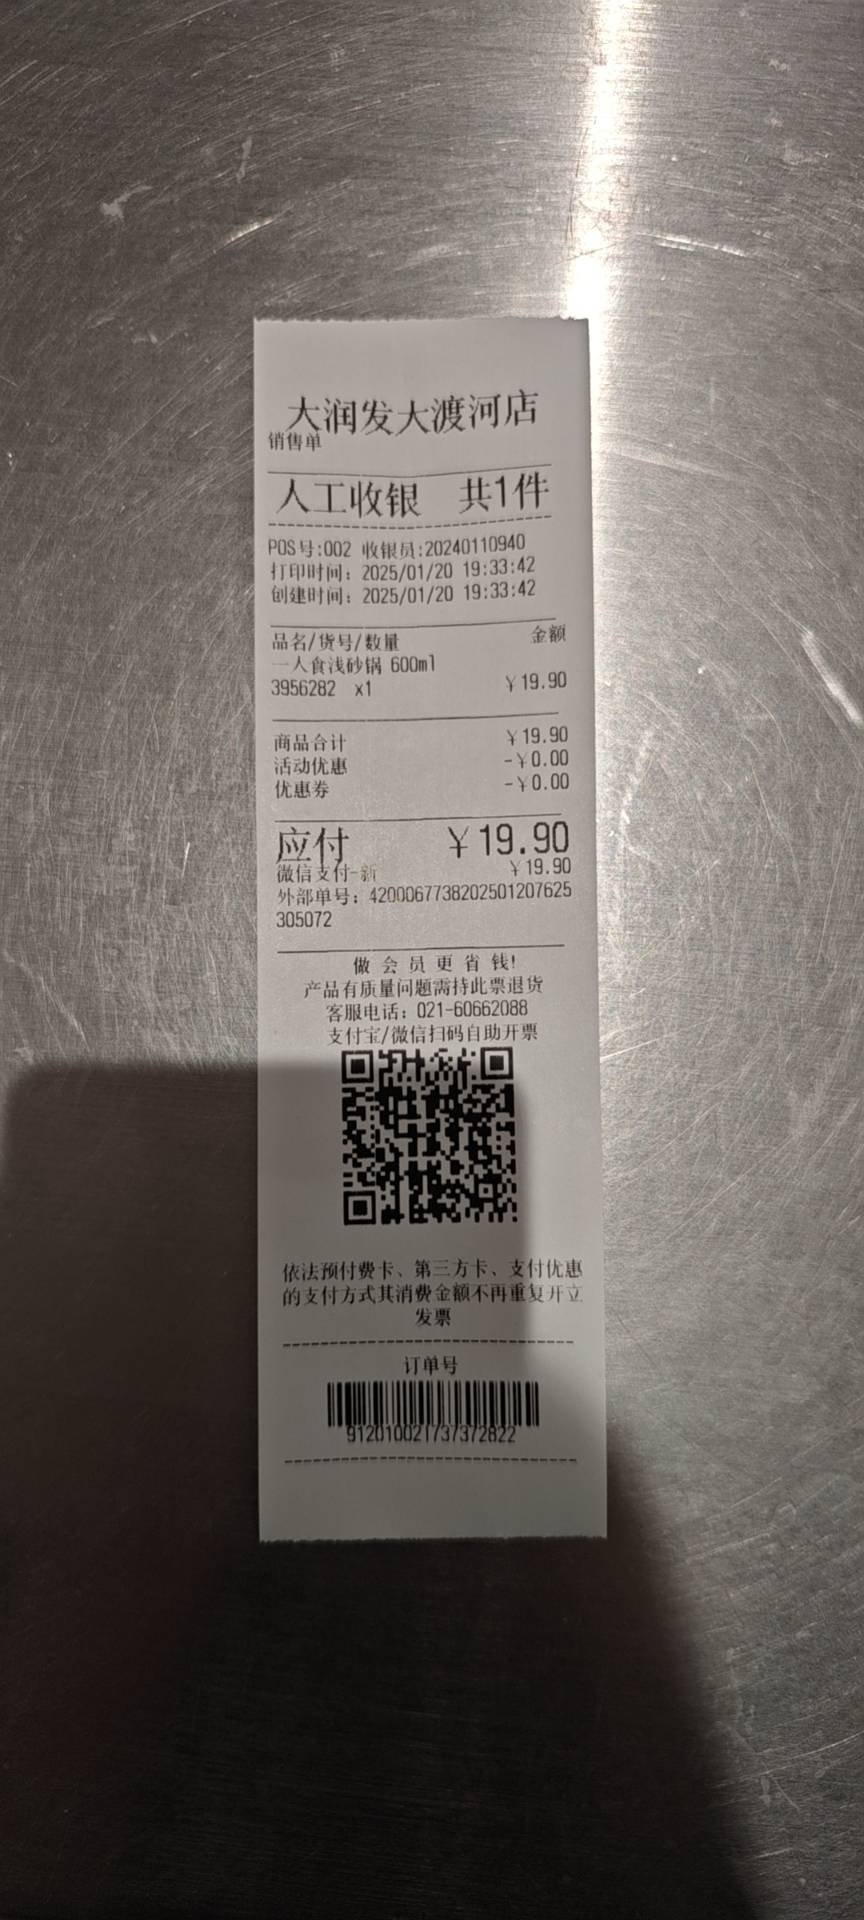 大润发大渡河店
销售单
人工收银 共1件
POS号:002 收银员:20240110940
打印时间: 2025/01/20 19:33:42
创建时间: 2025/01/20 19:33:42
品名/货号/数量 金额
一人食浅砂锅 600ml
3956282 x1 ￥19.90
商品合计 ￥19.90
活动优惠 -￥0.00
优惠券 -￥0.00
应付 ￥19.90
微信支付-新 ￥19.90
外部单号: 4200067738202501207625
305072
做会员更省钱!
产品有质量问题需持此票退货
客服电话: 021-60662088
支付宝/微信扫码自助开票
依法预付费卡、第三方卡、支付优惠
的支付方式其消费金额不再重复开立
发票
订单号
912010021737372822